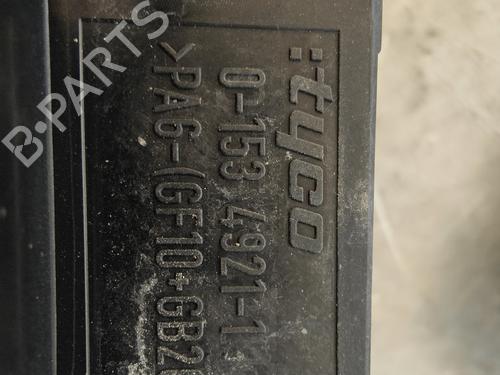 ::tyco
0-153 4921-1
>PA6-(GF10+GB20
B-PARTS